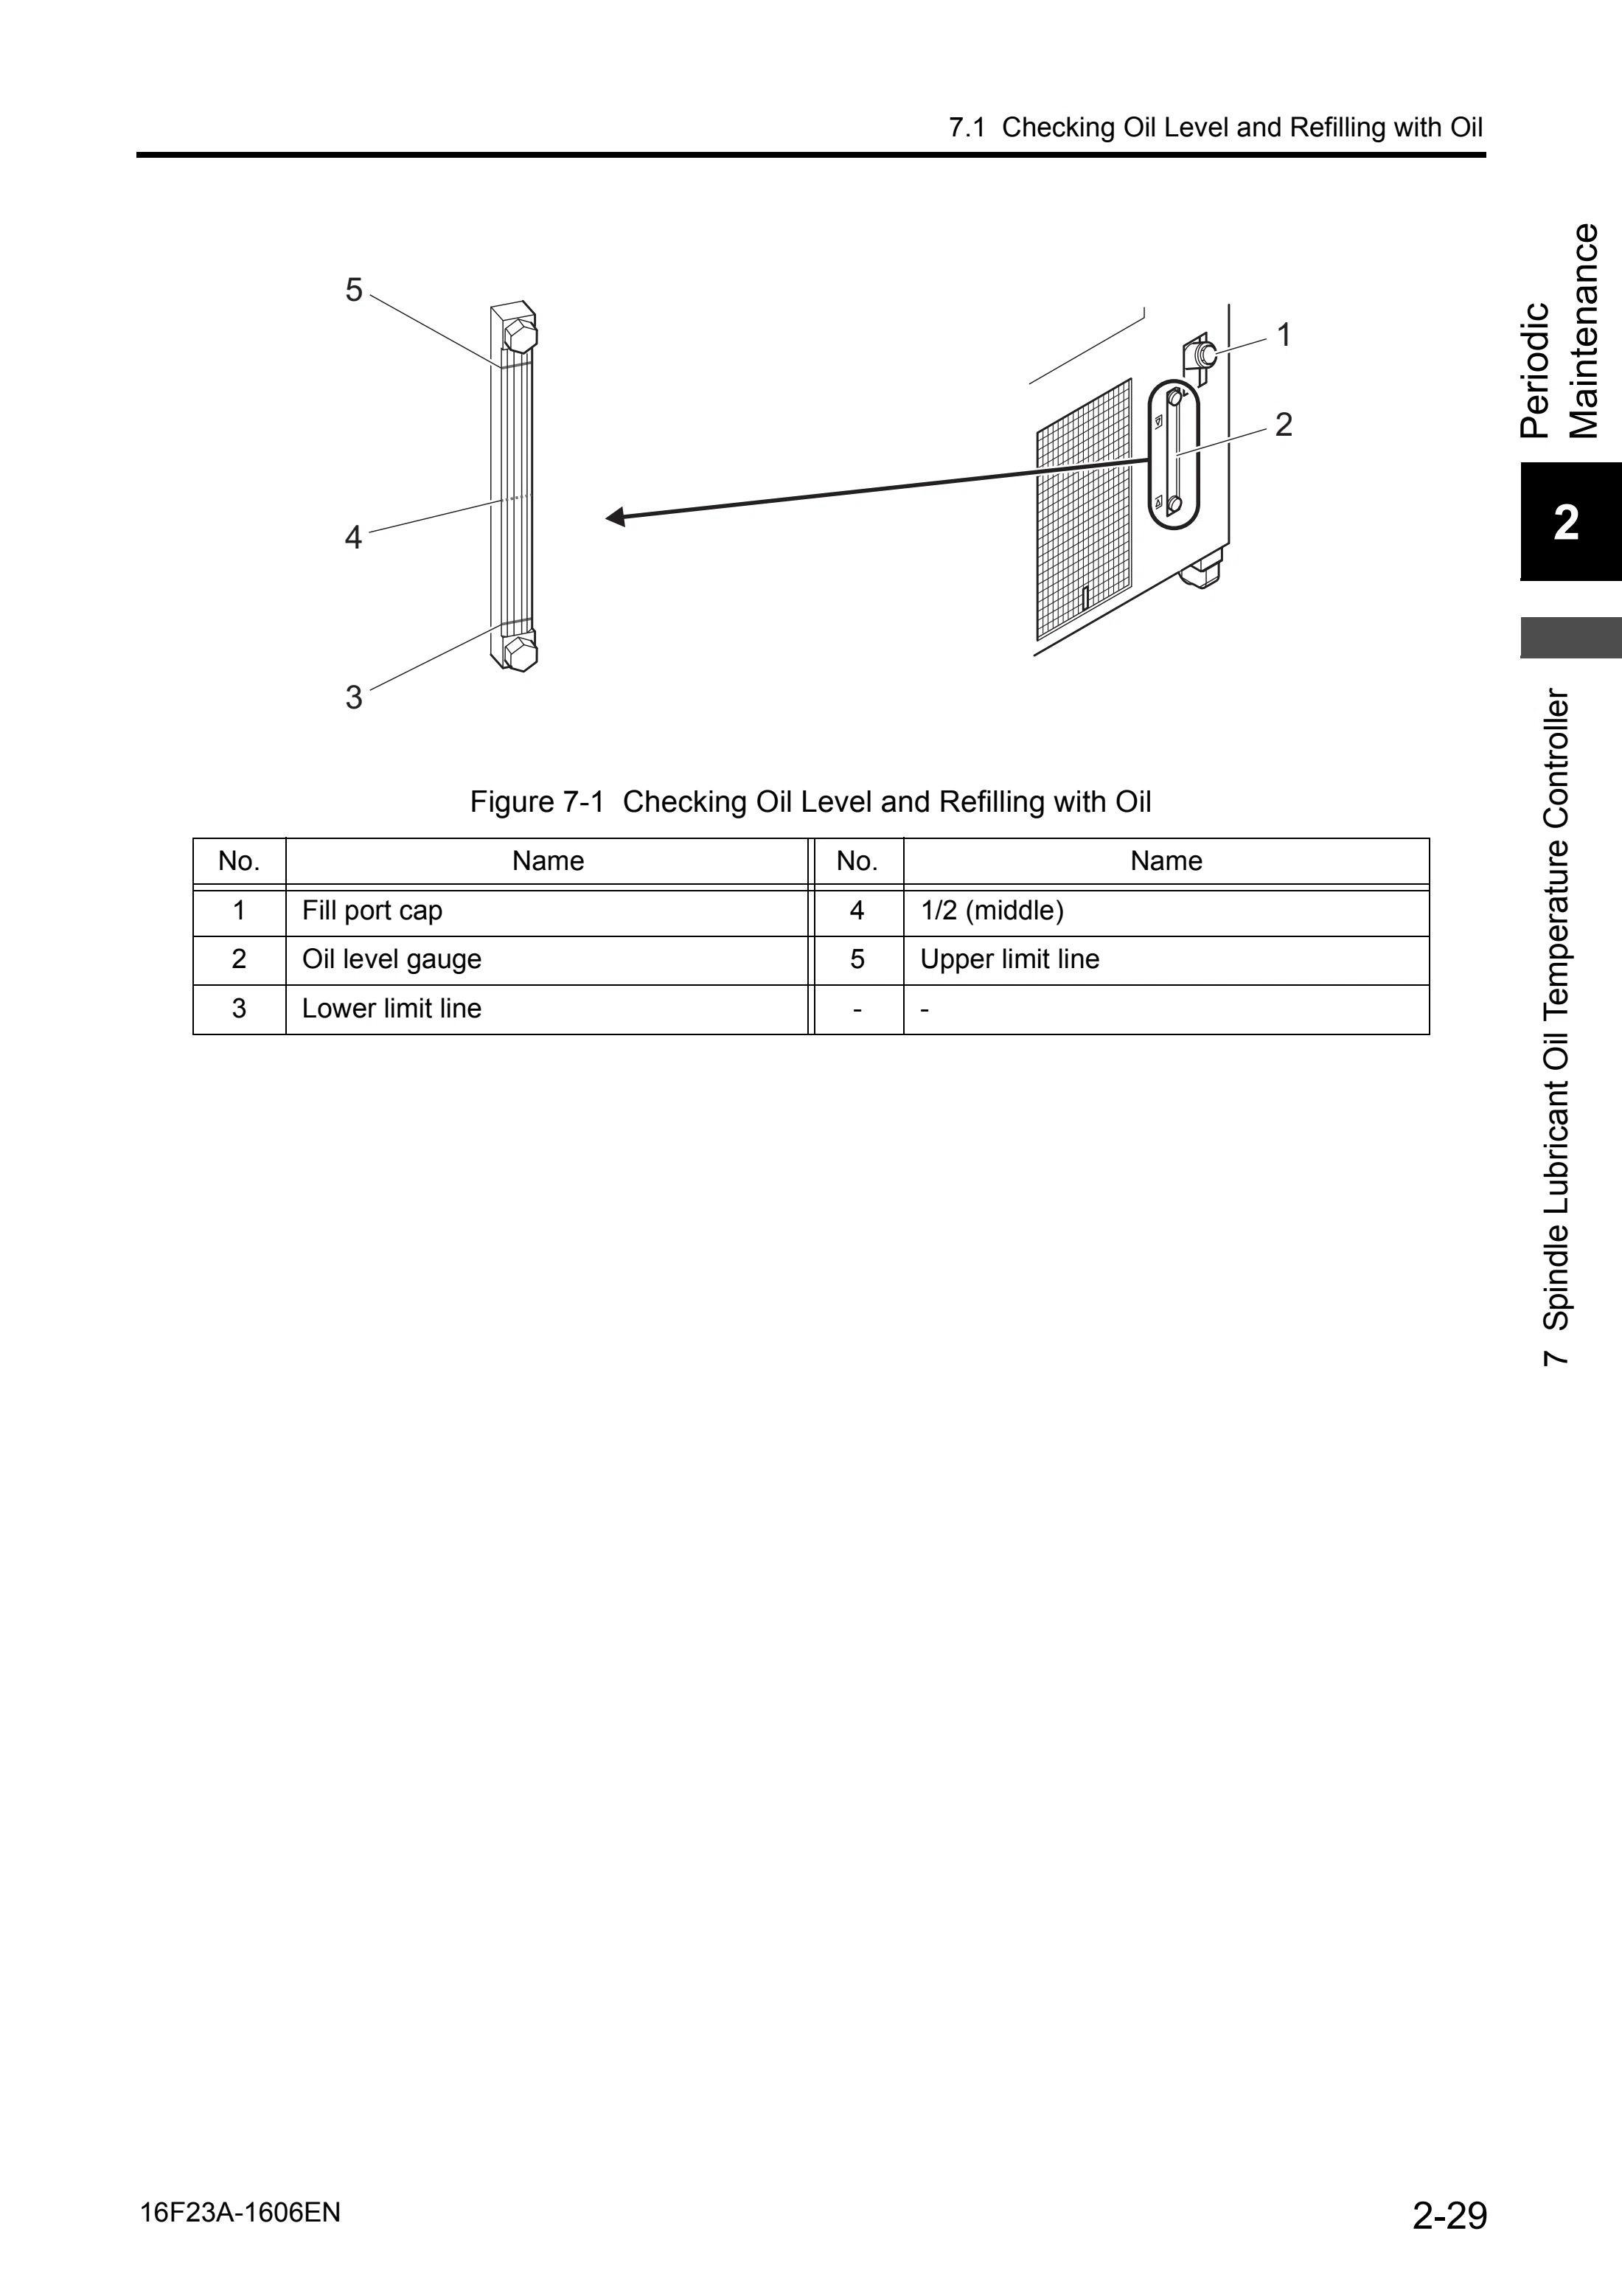 7.1 Checking Oil Level and Refilling with Oil
5
4
3
1
2
Figure 7-1 Checking Oil Level and Refilling with Oil
No. Name No. Name
1 Fill port cap 4 1/2 (middle)
2 Oil level gauge 5 Upper limit line
3 Lower limit line - -
Periodic
Maintenance
2
7 Spindle Lubricant Oil Temperature Controller
16F23A-1606EN
2-29